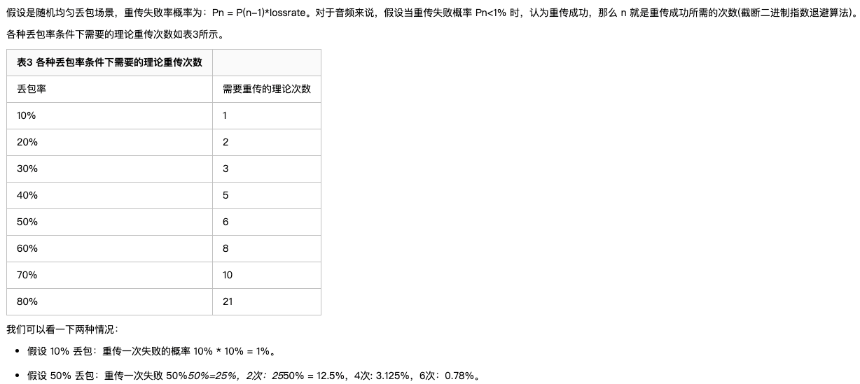 假设是随机均匀丢包场景，重传失败率概率为：Pn = P(n-1)*lossrate。对于音频来说，假设当重传失败概率 Pn<1% 时，认为重传成功，那么 n 就是重传成功所需的次数(截断二进制指数退避算法)。
各种丢包率条件下需要的理论重传次数如表3所示。
表3 各种丢包率条件下需要的理论重传次数
丢包率 需要重传的理论次数
10% 1
20% 2
30% 3
40% 5
50% 6
60% 8
70% 10
80% 21
我们可以看一下两种情况：
• 假设 10% 丢包：重传一次失败的概率 10% * 10% = 1%。
• 假设 50% 丢包：重传一次失败 50%50%=25%，2次：2550% = 12.5%，4次: 3.125%，6次：0.78%。